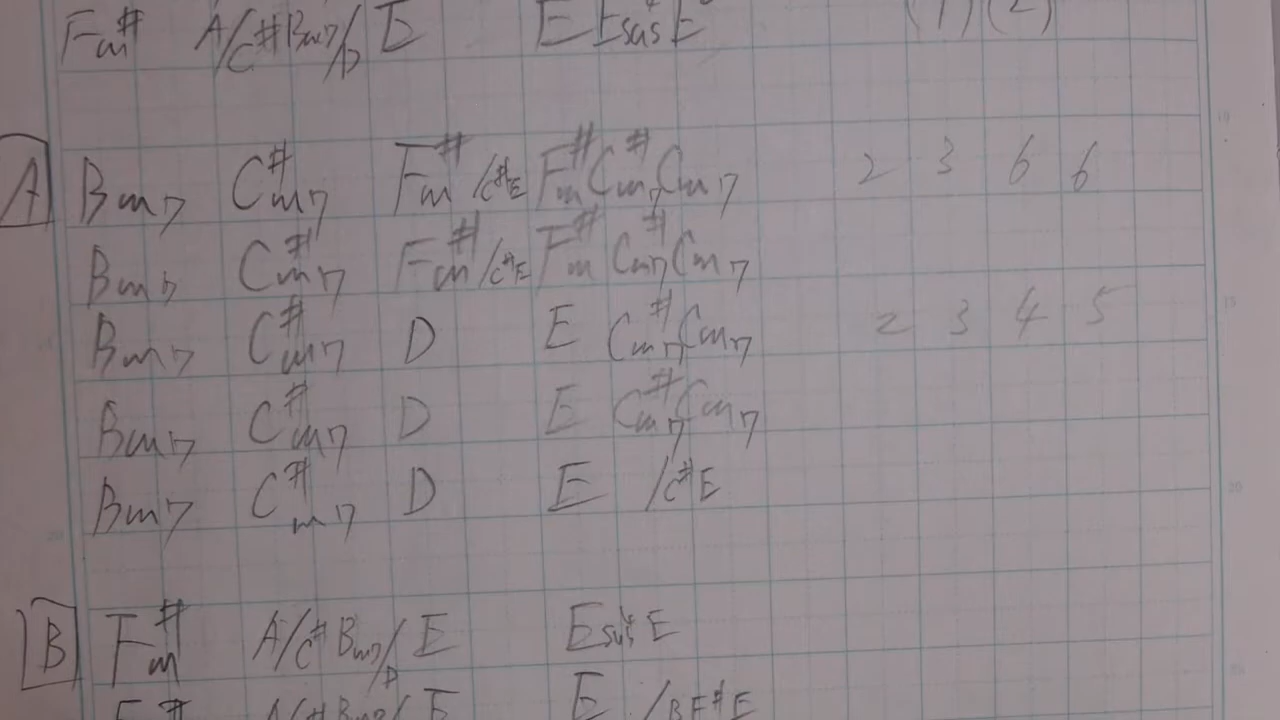 F#m A/C# Bm7/D E E Esus4 E (1) (2)
A Bm7 C#m7 F#m /C# E F#m C#m7 Cm7 2 3 6 6
Bm7 C#m7 F#m /C# E F#m C#m7 Cm7
Bm7 C#m7 D E C#m7 Cm7 2 3 4 5
Bm7 C#m7 D E C#m7 Cm7
Bm7 C#m7 D E /C# E
B F#m A/C# Bm7/D E Esus4 E
E /B F# E